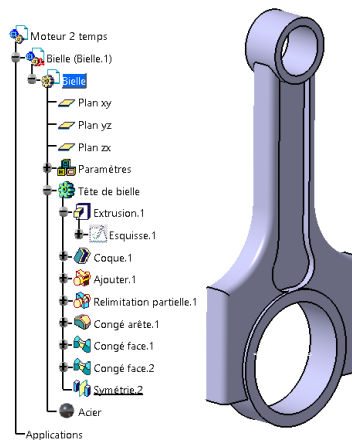 Moteur 2 temps
Bielle (Bielle.1)
Bielle
Plan xy
Plan yz
Plan zx
Paramètres
Tête de bielle
Extrusion.1
Esquisse.1
Coque.1
Ajouter.1
Relimitation partielle.1
Congé arête.1
Congé face.1
Congé face.2
Symétrie.2
Acier
Applications